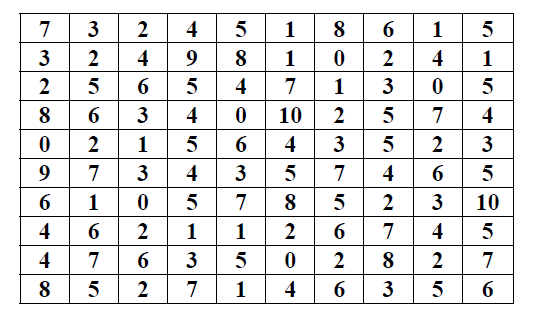 7 3 2 4 5 1 8 6 1 5
3 2 4 9 8 1 0 2 4 1
2 5 6 5 4 7 1 3 0 5
8 6 3 4 0 10 2 5 7 4
0 2 1 5 6 4 3 5 2 3
9 7 3 4 3 5 7 4 6 5
6 1 0 5 7 8 5 2 3 10
4 6 2 1 1 2 6 7 4 5
4 7 6 3 5 0 2 8 2 7
8 5 2 7 1 4 6 3 5 6